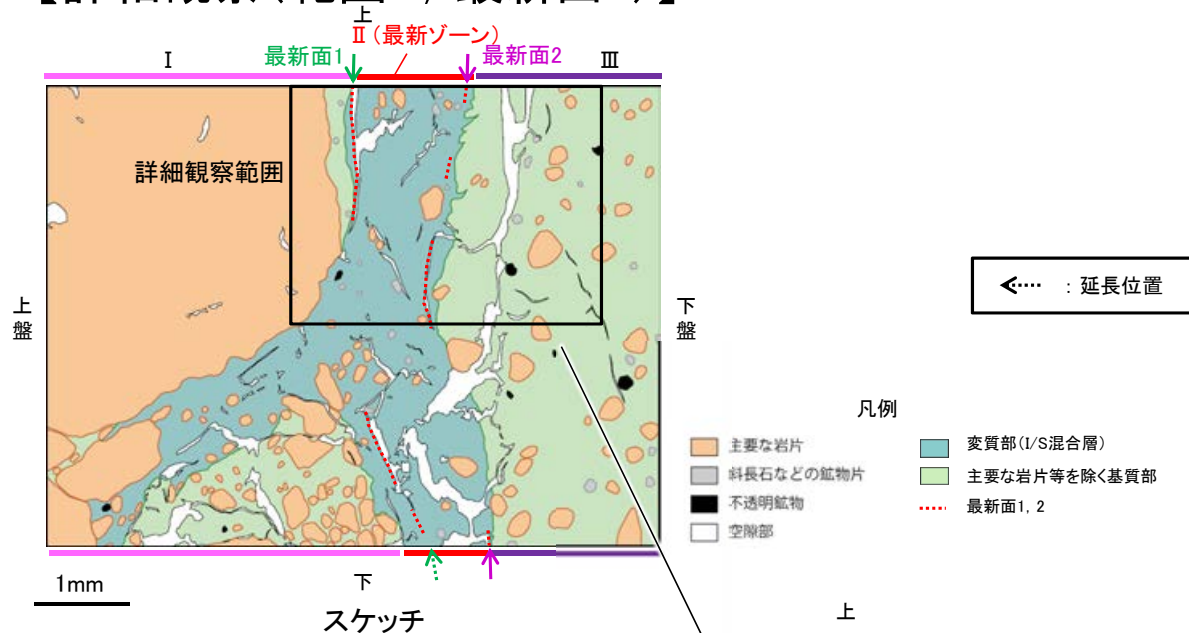 上
Ⅱ(最新ゾーン)
Ⅰ
最新面1
最新面2
Ⅲ
詳細観察範囲
上盤
下盤
:延長位置
凡例
主要な岩片
斜長石などの鉱物片
不透明鉱物
空隙部
変質部(I/S混合層)
主要な岩片等を除く基質部
最新面1, 2
1mm
下
スケッチ
上